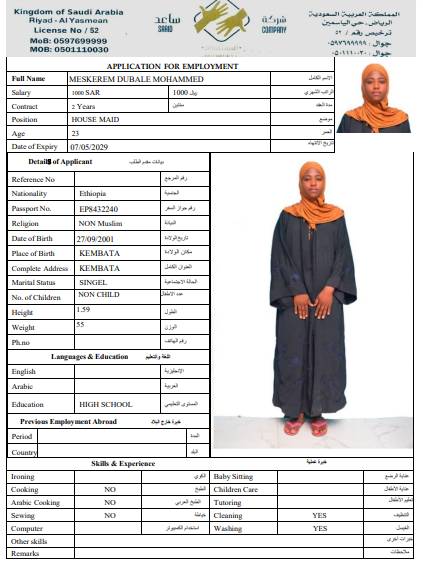 Kingdom of Saudi Arabia
Riyad - Al Yasmean
License No / 52
MoB: 0597699999
MOB: 0501110030
ساعد
SAAID
شركة
COMPANY
المملكة العربية السعودية
الرياض، حي الياسمين
ترخيص رقم / ٥٢
جوال: ٠٥٩٧٦٩٩٩٩٩
جوال: ٠٥٠١١١٠٠٣٠
APPLICATION FOR EMPLOYMENT
Full Name MESKEREM DUBALE MOHAMMED الاسم الكامل
Salary 1000 SAR 1000 ريال الراتب الشهري
Contract 2 Years سنتين مدة العقد
Position HOUSE MAID موضع
Age 23 العمر
Date of Expiry 07/05/2029 تاريخ الانتهاء
Details of Applicant بيانات مقدم الطلب
Reference No رقم المرجع
Nationality Ethiopia الجنسية
Passport No. EP8432240 رقم جواز السفر
Religion NON Muslim الديانة
Date of Birth 27/09/2001 تاريخ الولادة
Place of Birth KEMBATA مكان الولادة
Complete Address KEMBATA العنوان الكامل
Marital Status SINGEL الحالة الاجتماعية
No. of Children NON CHILD عدد الاطفال
Height 1.59 الطول
Weight 55 الوزن
Ph.no رقم الهاتف
Languages & Education اللغة والتعليم
English الإنجليزية
Arabic العربية
Education HIGH SCHOOL المستوى التعليمي
Previous Employment Abroad خبرة خارج البلاد
Period المدة
Country البلد
Skills & Experience خبرة عملية
Ironing الكوي Baby Sitting عناية الرضع
Cooking NO الطبخ Children Care عناية الأطفال
Arabic Cooking NO الطبخ العربي Tutoring تعليم الأطفال
Sewing NO خياطة Cleaning YES التنظيف
Computer استخدام الكمبيوتر Washing YES الغسيل
Other skills خبرات أخرى
Remarks ملاحظات